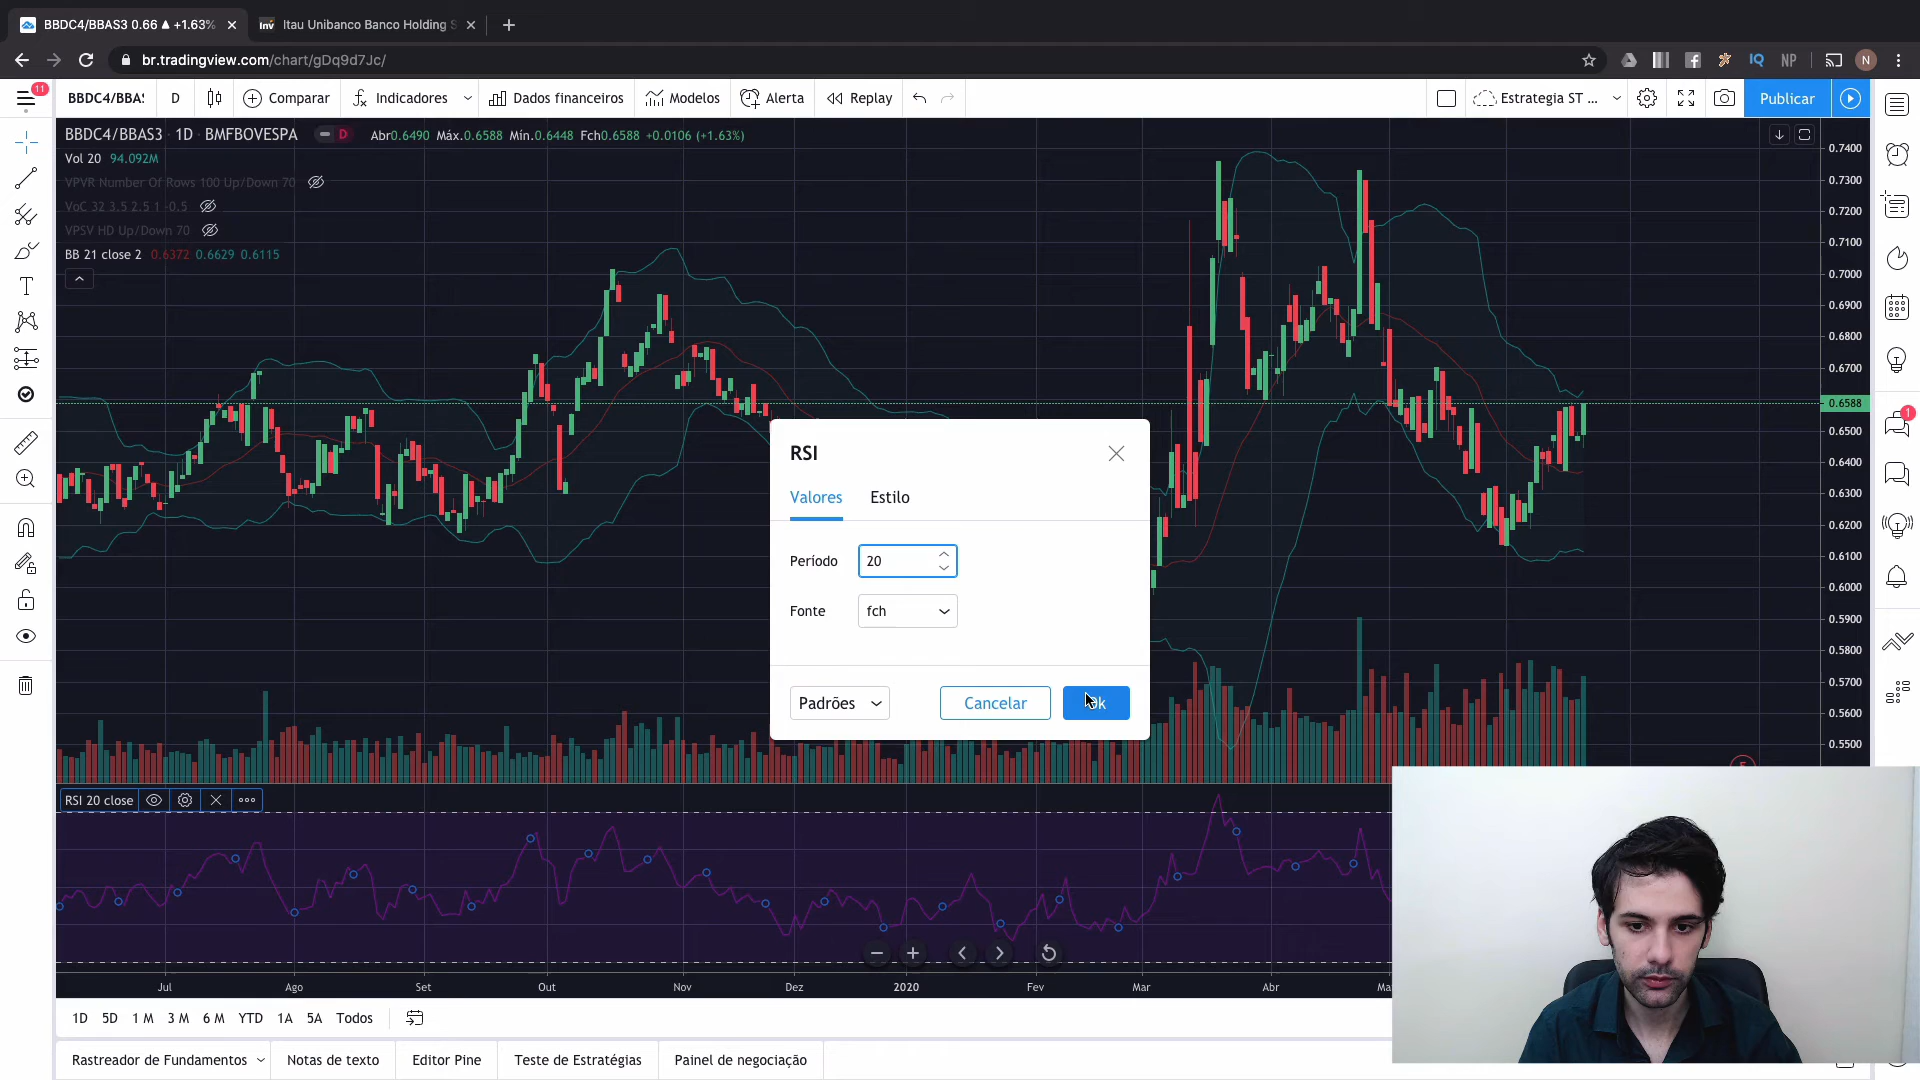 BBDC4/BBAS3 0.66 ▲ +1.63%
Itau Unibanco Banco Holding S
br.tradingview.com/chart/gDq9d7Jc/
IQ NP N
11
BBDC4/BBA:
D
Comparar
Indicadores
Dados financeiros
Modelos
Alerta
Replay
Estrategia ST ...
Publicar
BBDC4/BBAS3 · 1D · BMFBOVESPA
D
Abr0.6490 Máx.0.6588 Mín.0.6448 Fch0.6588 +0.0106 (+1.63%)
Vol 20 94.092M
VPVR Number Of Rows 100 Up/Down 70
VoC 32 3.5 2.5 1 -0.5
VPSV HD Up/Down 70
BB 21 close 2 0.6372 0.6629 0.6115
0.7400
0.7300
0.7200
0.7100
0.7000
0.6900
0.6800
0.6700
0.6588
0.6500
0.6400
0.6300
0.6200
0.6100
0.6000
0.5900
0.5800
0.5700
0.5600
0.5500
1
RSI
Valores
Estilo
Período 20
Fonte fch
Padrões
Cancelar
RSI 20 close
Jul Ago Set Out Nov Dez 2020 Fev Mar Abr
1D 5D 1 M 3 M 6 M YTD 1A 5A Todos
Rastreador de Fundamentos
Notas de texto
Editor Pine
Teste de Estratégias
Painel de negociação